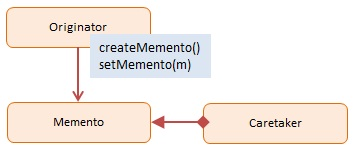 Originator
createMemento()
setMemento(m)
Memento
Caretaker